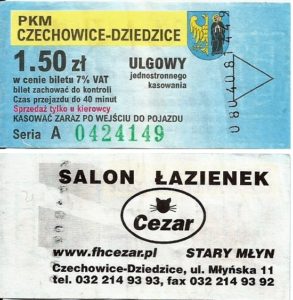 PKM
CZECHOWICE-DZIEDZICE
1.50 zł
w cenie biletu 7% VAT
bilet zachować do kontroli
Czas przejazdu do 40 minut
Sprzedaż tylko u kierowcy
KASOWAĆ ZARAZ PO WEJŚCIU DO POJAZDU
Seria A 0424149
ULGOWY
jednostronnego
kasowania
SALON ŁAZIENEK
Cezar
www.fhcezar.pl STARY MŁYN
Czechowice-Dziedzice, ul. Młyńska 11
tel. 032 214 93 93, fax 032 214 93 92